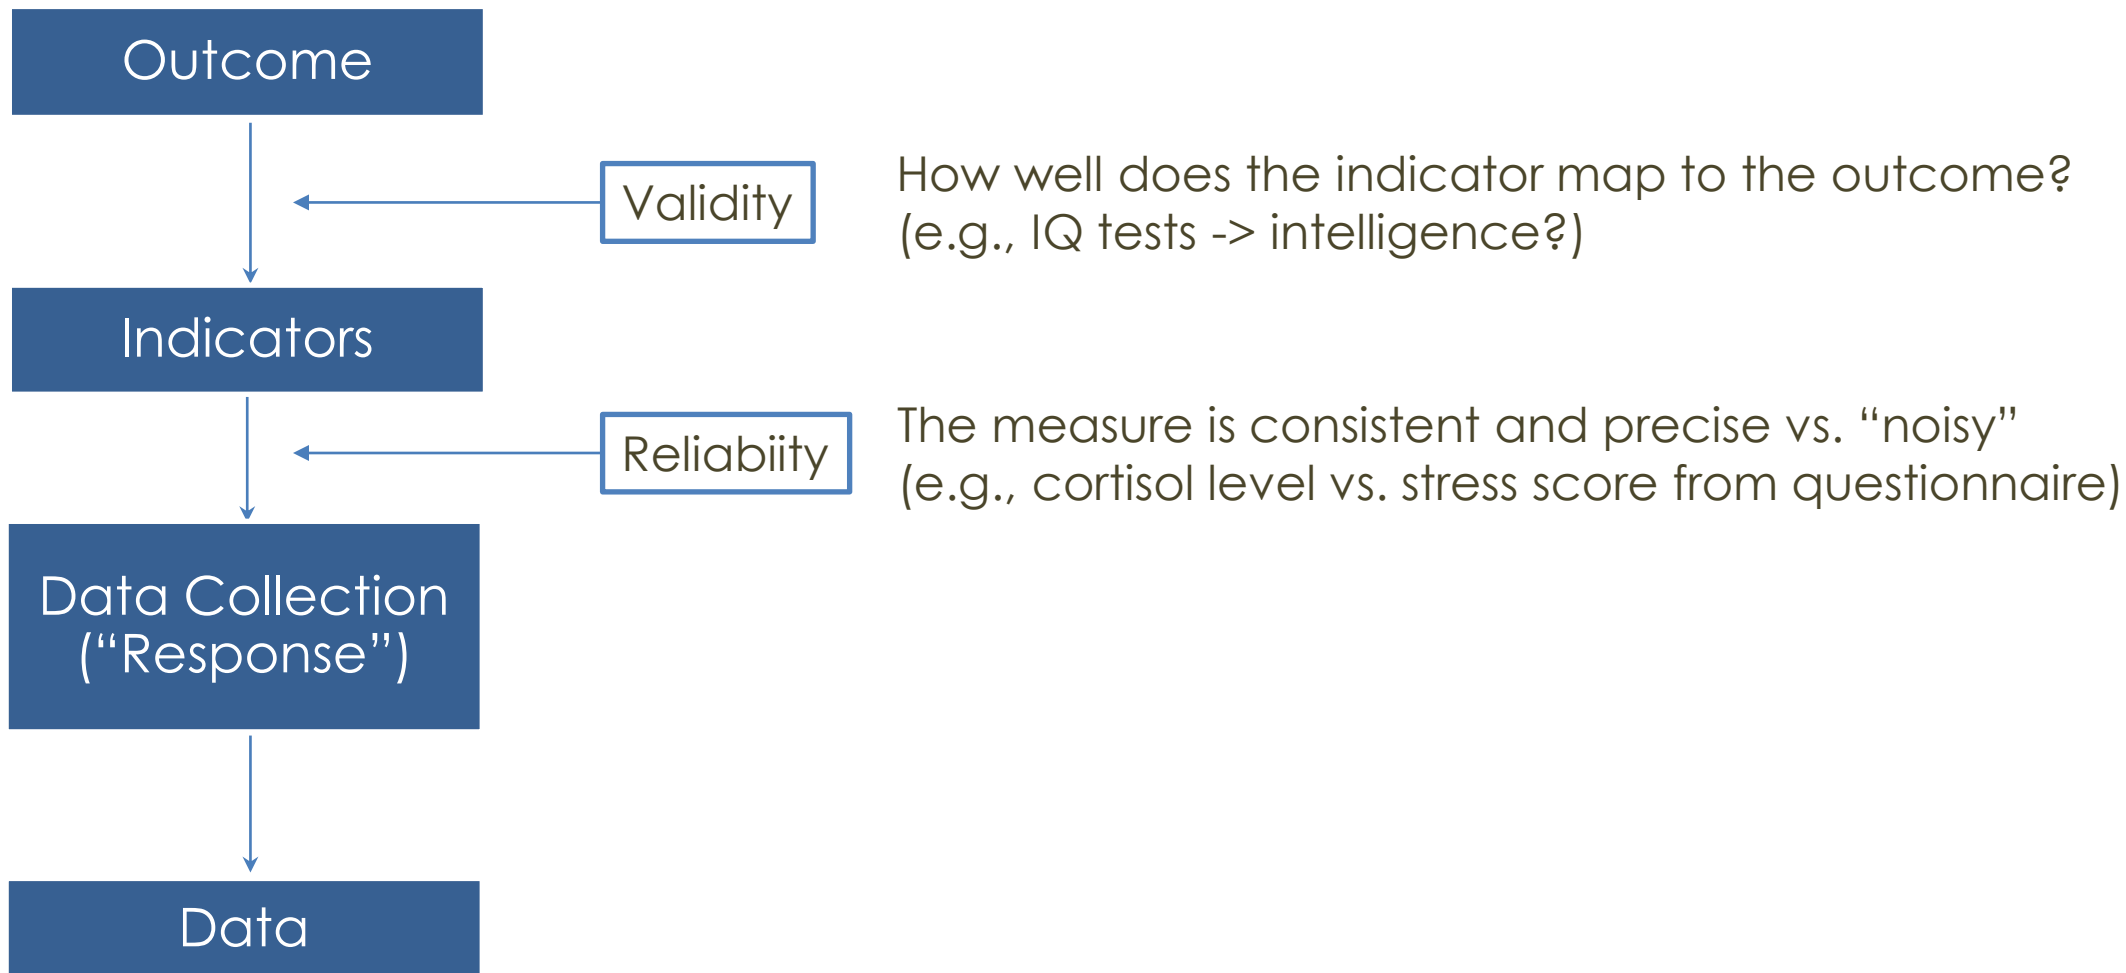 Outcome
Validity
How well does the indicator map to the outcome?
(e.g., IQ tests -> intelligence?)
Indicators
Reliabiity
The measure is consistent and precise vs. “noisy”
(e.g., cortisol level vs. stress score from questionnaire)
Data Collection
(“Response”)
Data